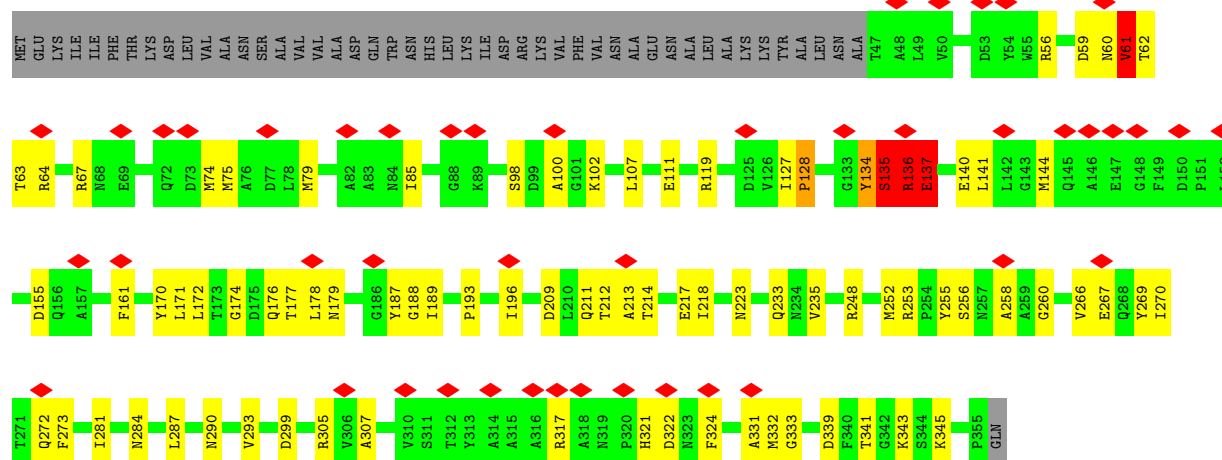 MET GLU LYS ILE ILE PHE THR LYS ASP LEU VAL ALA ASN SER ALA VAL VAL ALA ASP GLN TRP ASN HIS LEU LYS ILE ASP ARG LYS VAL PHE VAL ASN ALA GLU ASN ALA LEU ALA LYS LYS TYR ALA LEU ASN ALA T47 A48 L49 V50 D53 Y54 W55 R56 D59 N60 V61 T62
T63 R64 R67 N68 E69 Q72 D73 M74 M75 A76 D77 L78 M79 A82 A83 N84 I85 G88 K89 S98 D99 A100 G101 K102 L107 E111 R119 D125 V126 I127 P128 G133 Y134 S135 R136 E137 E140 L141 L142 G143 M144 Q145 A146 E147 G148 F149 D150 P151
D155 Q156 A157 F161 Y170 L171 L172 T173 G174 D175 Q176 T177 L178 N179 G186 Y187 G188 I189 P193 I196 D209 L210 Q211 T212 A213 T214 E217 I218 N223 Q233 N234 V235 R248 M252 R253 P254 Y255 S256 N257 A258 A259 G260 V266 E267 Q268 Y269 I270
T271 Q272 F273 I281 N284 L287 N290 V293 D299 R305 V306 A307 V310 S311 T312 Y313 A314 A315 A316 R317 A318 N319 P320 H321 D322 N323 F324 A331 M332 G333 D339 F340 T341 G342 K343 S344 K345 P355 GLN